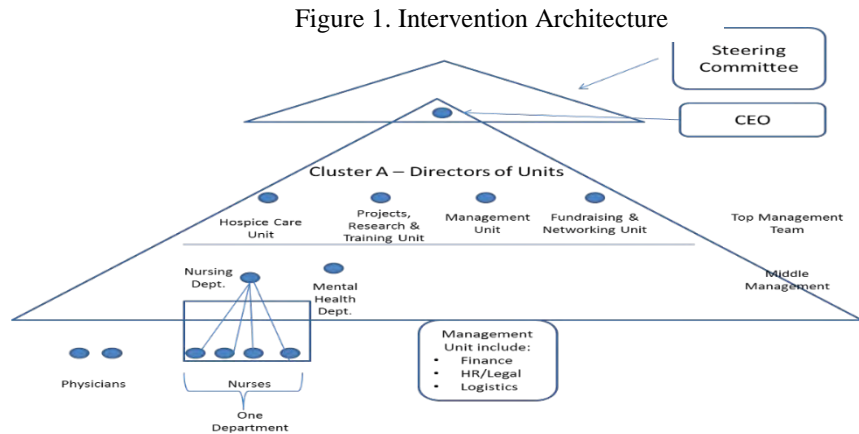 Figure 1. Intervention Architecture
Steering
Committee
CEO
Cluster A – Directors of Units
Hospice Care
Unit
Projects,
Research &
Training Unit
Management
Unit
Fundraising &
Networking Unit
Top Management
Team
Nursing
Dept.
Mental
Health
Dept.
Middle
Management
Management
Unit include:
• Finance
• HR/Legal
• Logistics
Physicians
Nurses
One
Department